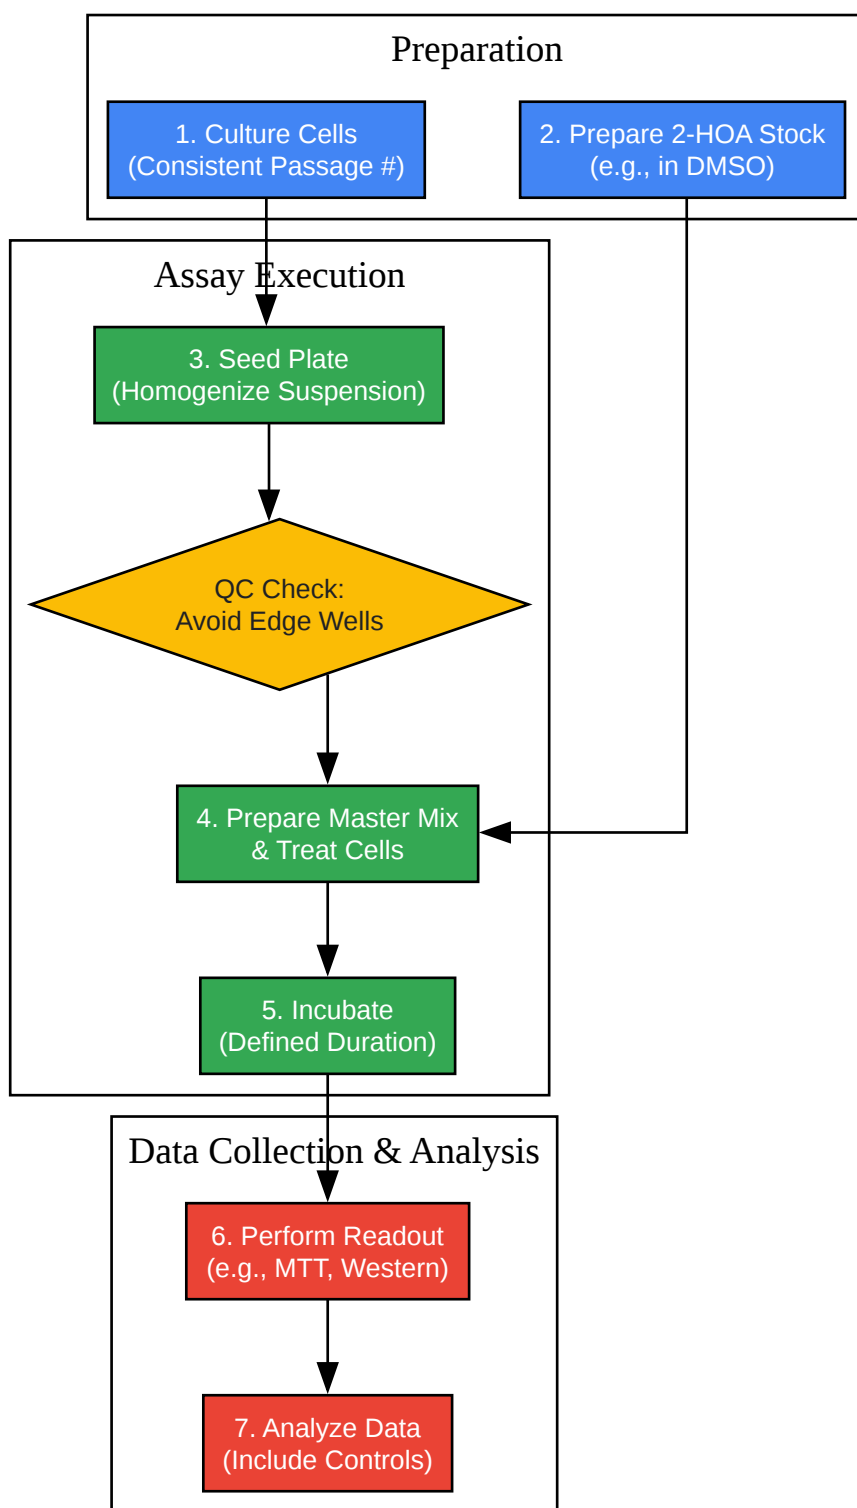 Preparation
1. Culture Cells
(Consistent Passage #)
2. Prepare 2-HOA Stock
(e.g., in DMSO)
Assay Execution
3. Seed Plate
(Homogenize Suspension)
QC Check:
Avoid Edge Wells
4. Prepare Master Mix
& Treat Cells
5. Incubate
(Defined Duration)
Data Collection & Analysis
6. Perform Readout
(e.g., MTT, Western)
7. Analyze Data
(Include Controls)